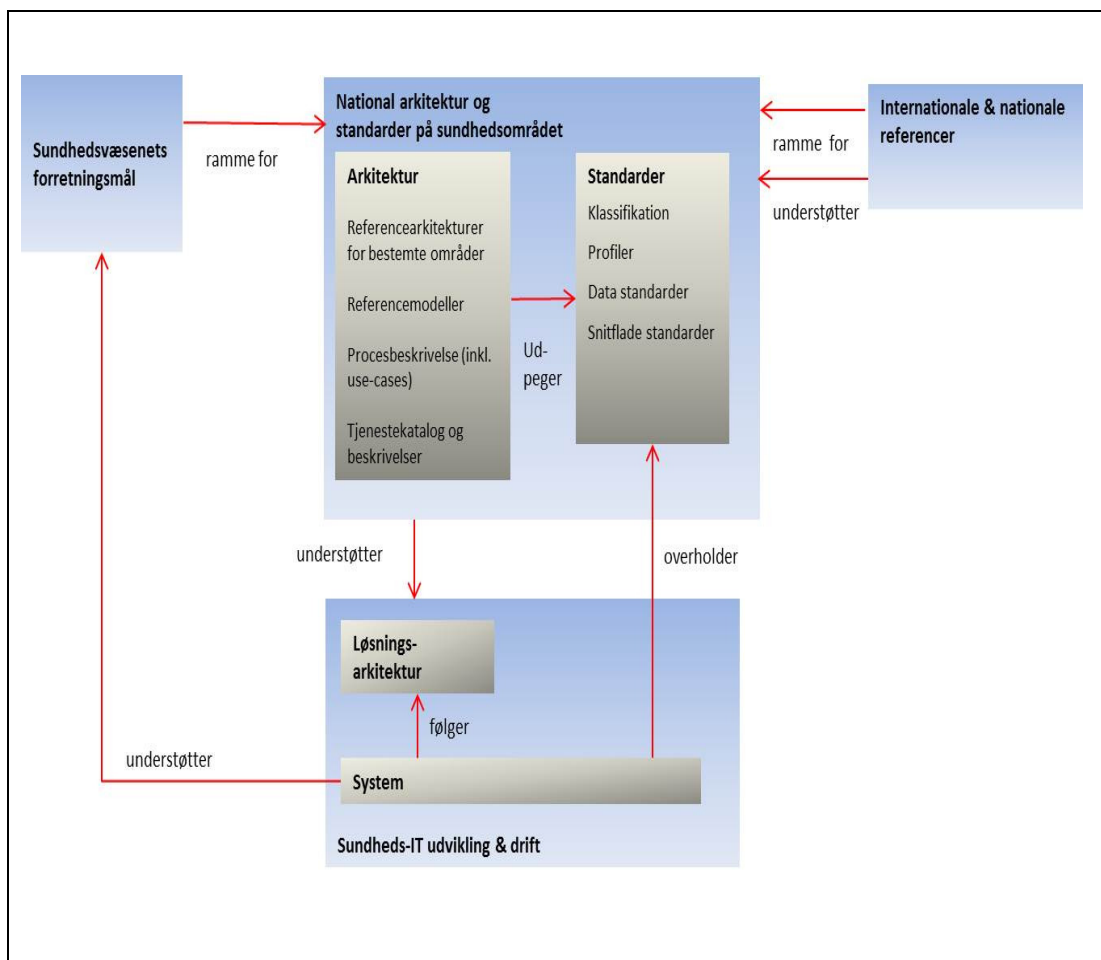 Sundhedsvæsenets
forretningsmål
ramme for
National arkitektur og
standarder på sundhedsområdet
Arkitektur
Referencearkitekturer
for bestemte områder
Referencemodeller
Procesbeskrivelse (inkl.
use-cases)
Tjenestekatalog og
beskrivelser
Ud-
peger
Standarder
Klassifikation
Profiler
Data standarder
Snitflade standarder
ramme for
understøtter
Internationale & nationale
referencer
understøtter
overholder
Løsnings-
arkitektur
følger
understøtter
System
Sundheds-IT udvikling & drift